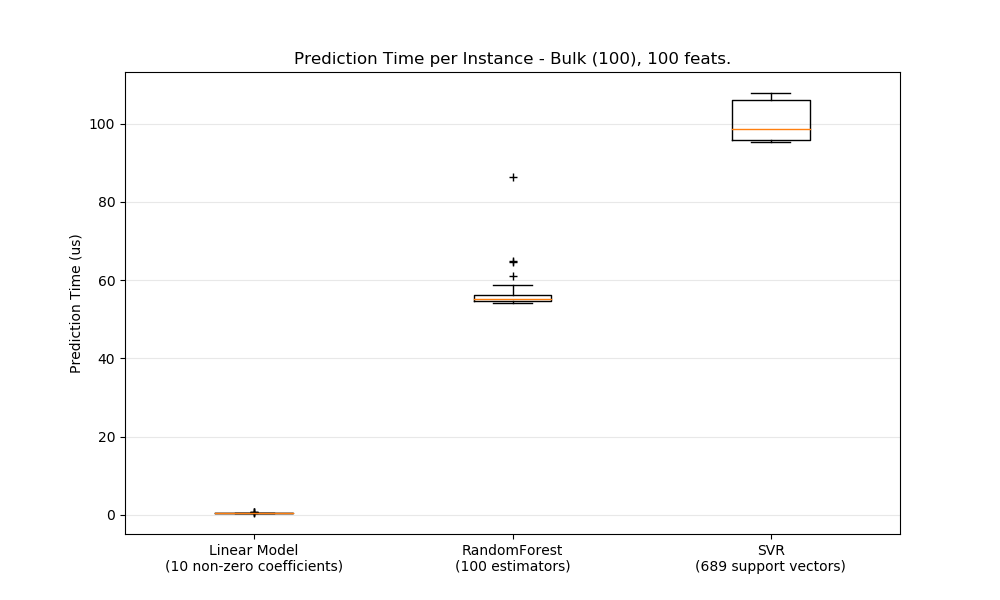 Prediction Time per Instance - Bulk (100), 100 feats.
Prediction Time (us)
100
80
60
40
20
0
Linear Model
(10 non-zero coefficients)
RandomForest
(100 estimators)
SVR
(689 support vectors)